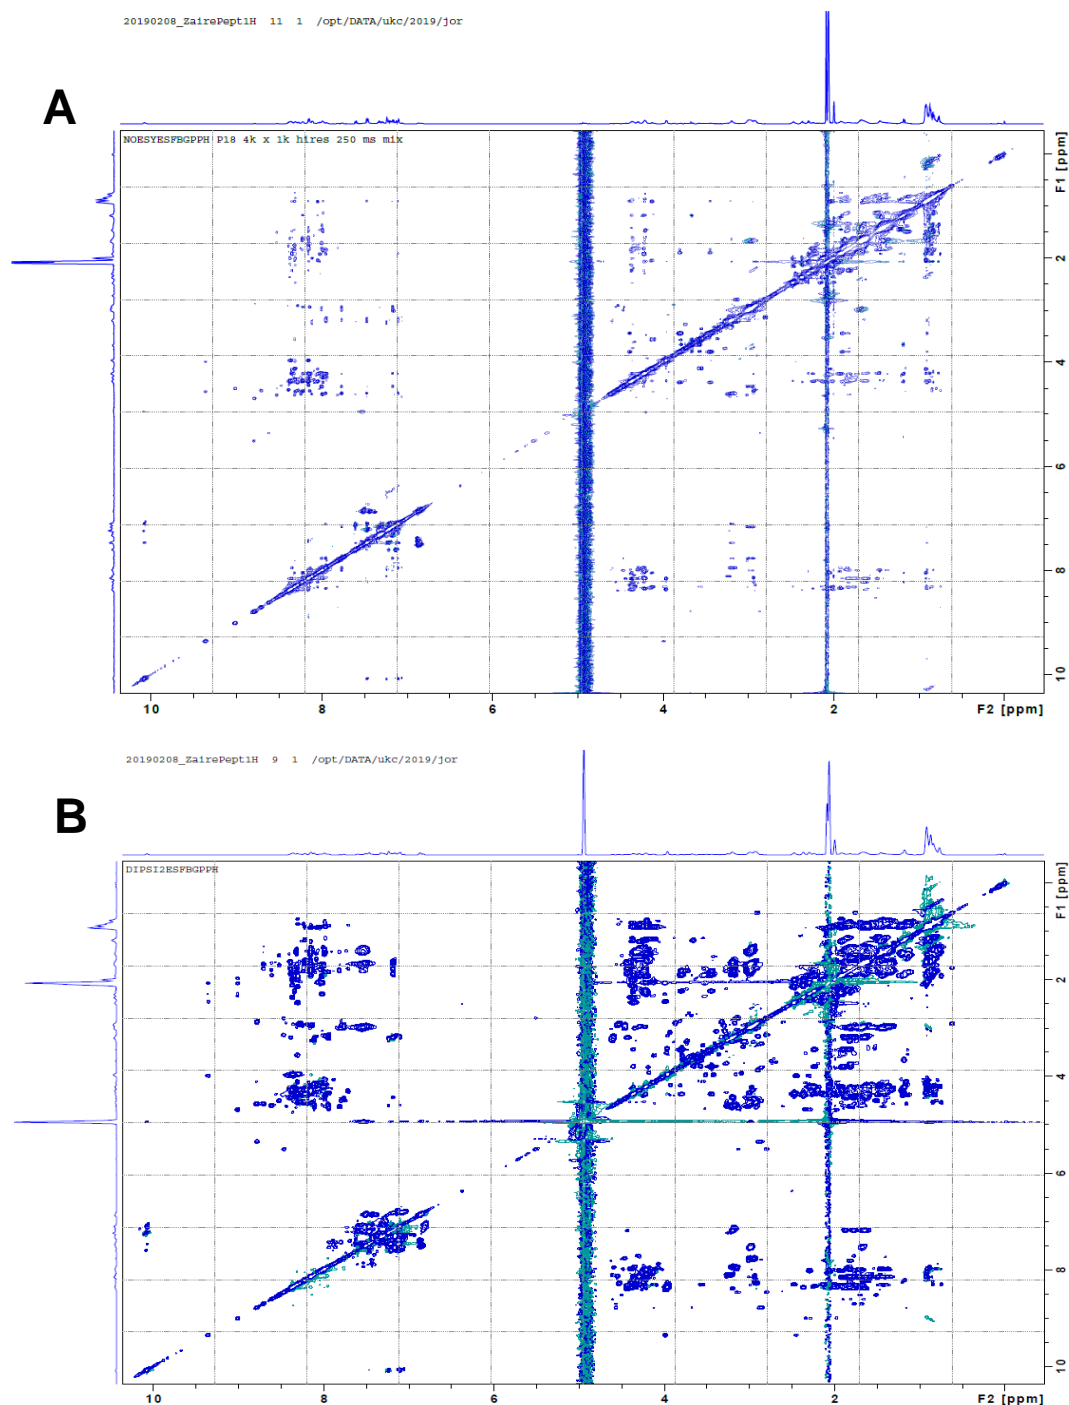 20190208_ZairePept1H 11 1 /opt/DATA/ukc/2019/jor
A
NOESYESFBGPPH P18 4k x 1k hires 250 ms mix
F1 [ppm]
2
4
6
8
10
10 8 6 4 2 F2 [ppm]
20190208_ZairePept1H 9 1 /opt/DATA/ukc/2019/jor
B
DIPSI2ESFBGPPH
F1 [ppm]
2
4
6
8
10
10 8 6 4 2 F2 [ppm]